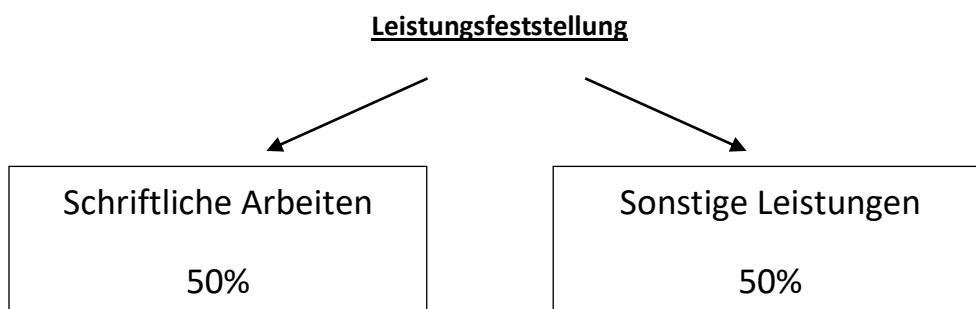 Leistungsfeststellung
Schriftliche Arbeiten
50%
Sonstige Leistungen
50%